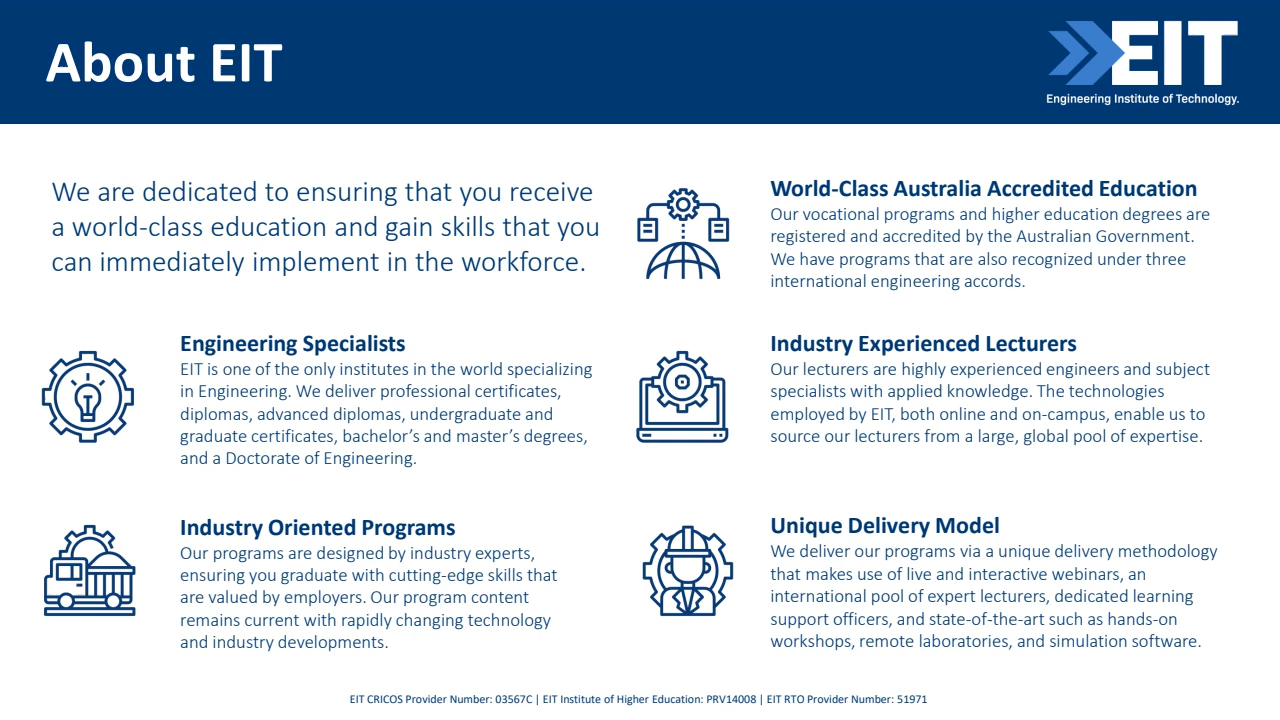 About EIT
EIT
Engineering Institute of Technology.
We are dedicated to ensuring that you receive
a world-class education and gain skills that you
can immediately implement in the workforce.
World-Class Australia Accredited Education
Our vocational programs and higher education degrees are
registered and accredited by the Australian Government.
We have programs that are also recognized under three
international engineering accords.
Engineering Specialists
EIT is one of the only institutes in the world specializing
in Engineering. We deliver professional certificates,
diplomas, advanced diplomas, undergraduate and
graduate certificates, bachelor’s and master’s degrees,
and a Doctorate of Engineering.
Industry Experienced Lecturers
Our lecturers are highly experienced engineers and subject
specialists with applied knowledge. The technologies
employed by EIT, both online and on-campus, enable us to
source our lecturers from a large, global pool of expertise.
Industry Oriented Programs
Our programs are designed by industry experts,
ensuring you graduate with cutting-edge skills that
are valued by employers. Our program content
remains current with rapidly changing technology
and industry developments.
Unique Delivery Model
We deliver our programs via a unique delivery methodology
that makes use of live and interactive webinars, an
international pool of expert lecturers, dedicated learning
support officers, and state-of-the-art such as hands-on
workshops, remote laboratories, and simulation software.
EIT CRICOS Provider Number: 03567C | EIT Institute of Higher Education: PRV14008 | EIT RTO Provider Number: 51971